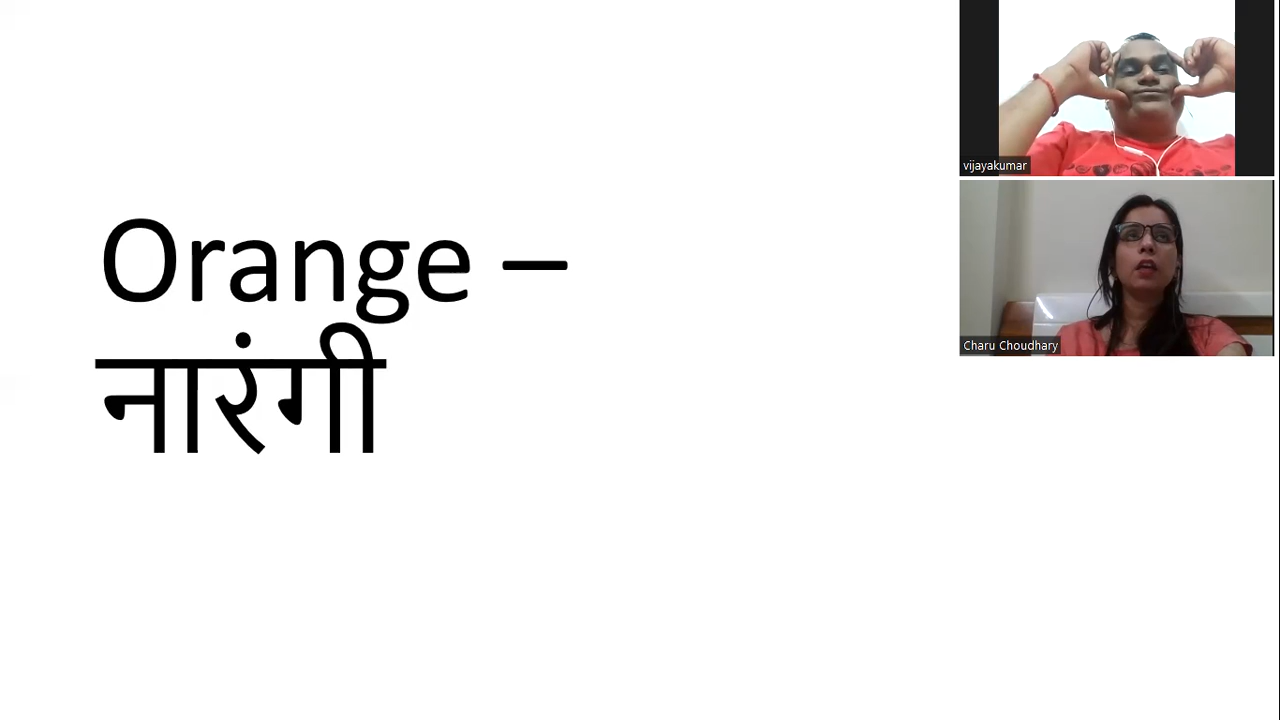 Orange –
नारंगी
vijayakumar
Charu Choudhary